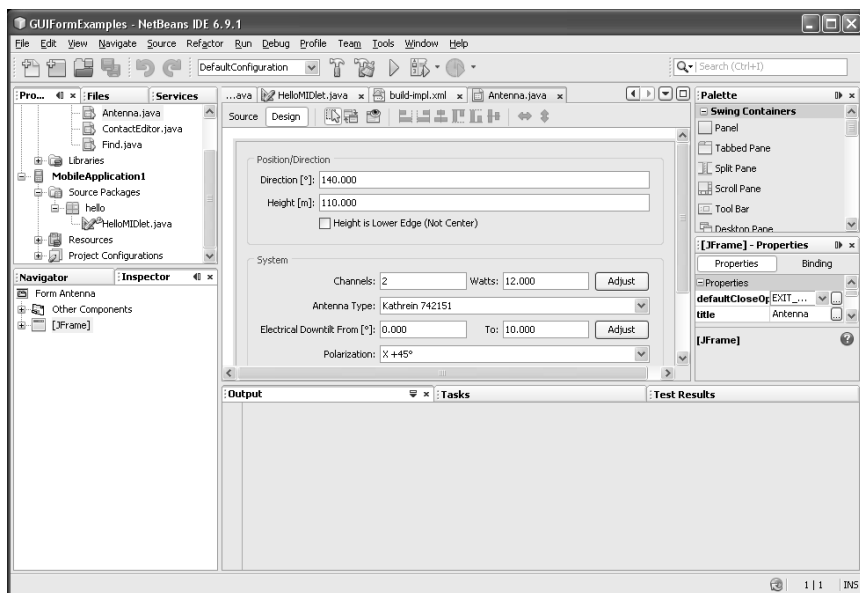 GUIFormExamples - NetBeans IDE 6.9.1
File Edit View Navigate Source Refactor Run Debug Profile Team Tools Window Help
DefaultConfiguration
Search (Ctrl+I)
Pro... Files Services
Antenna.java
ContactEditor.java
Find.java
Libraries
MobileApplication1
Source Packages
hello
HelloMIDlet.java
Resources
Project Configurations
Navigator Inspector
Form Antenna
Other Components
[JFrame]
...ava HelloMIDlet.java build-impl.xml Antenna.java
Source Design
Position/Direction
Direction [°]: 140.000
Height [m]: 110.000
Height is Lower Edge (Not Center)
System
Channels: 2 Watts: 12.000 Adjust
Antenna Type: Kathrein 742151
Electrical Downtilt From [°]: 0.000 To: 10.000 Adjust
Polarization: X +45°
Palette
Swing Containers
Panel
Tabbed Pane
Split Pane
Scroll Pane
Tool Bar
Desktop Pane
[JFrame] - Properties
Properties Binding
Properties
defaultCloseOp EXIT_... ...
title Antenna ...
[JFrame]
Output Tasks Test Results
1 | 1 INS